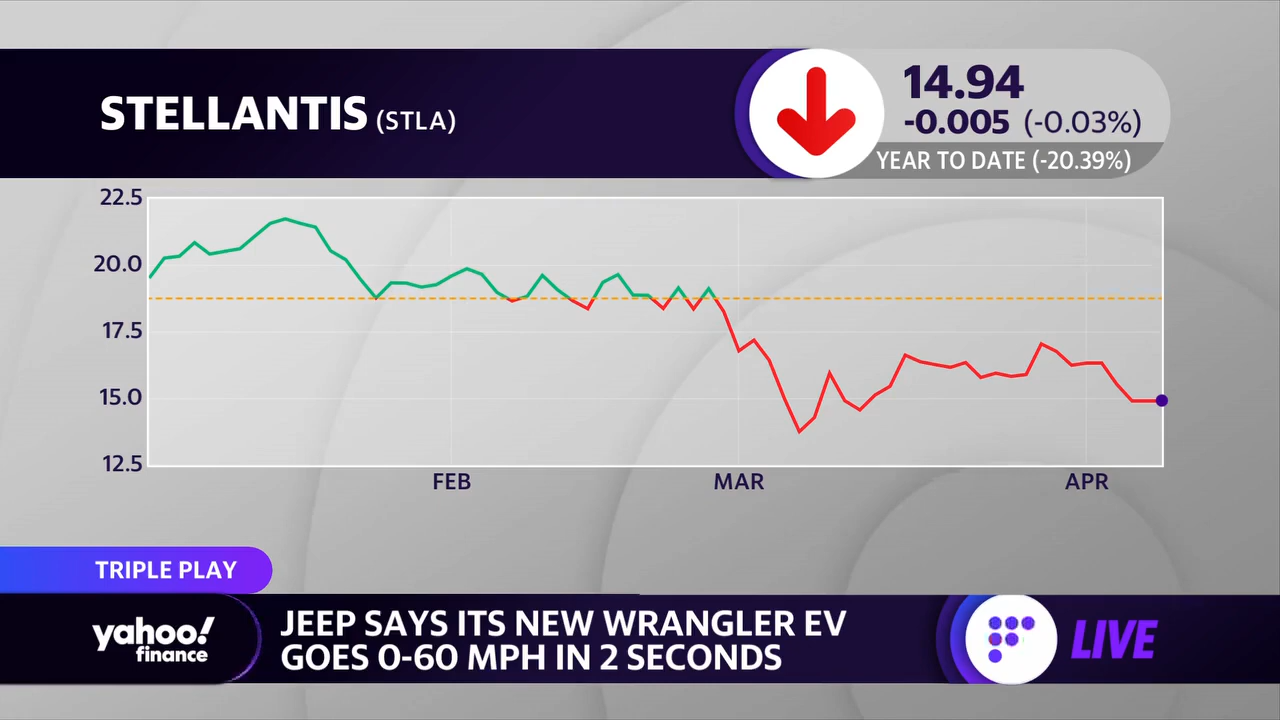 STELLANTIS (STLA)
14.94
-0.005 (-0.03%)
YEAR TO DATE (-20.39%)
22.5
20.0
17.5
15.0
12.5
FEB MAR APR
TRIPLE PLAY
yahoo!
finance
JEEP SAYS ITS NEW WRANGLER EV
GOES 0-60 MPH IN 2 SECONDS
LIVE